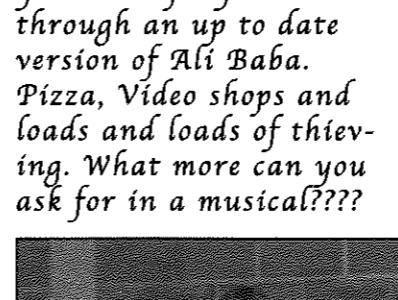 through an up to date
version of Ali Baba.
Pizza, Video shops and
loads and loads of thiev-
ing. What more can you
ask for in a musical????